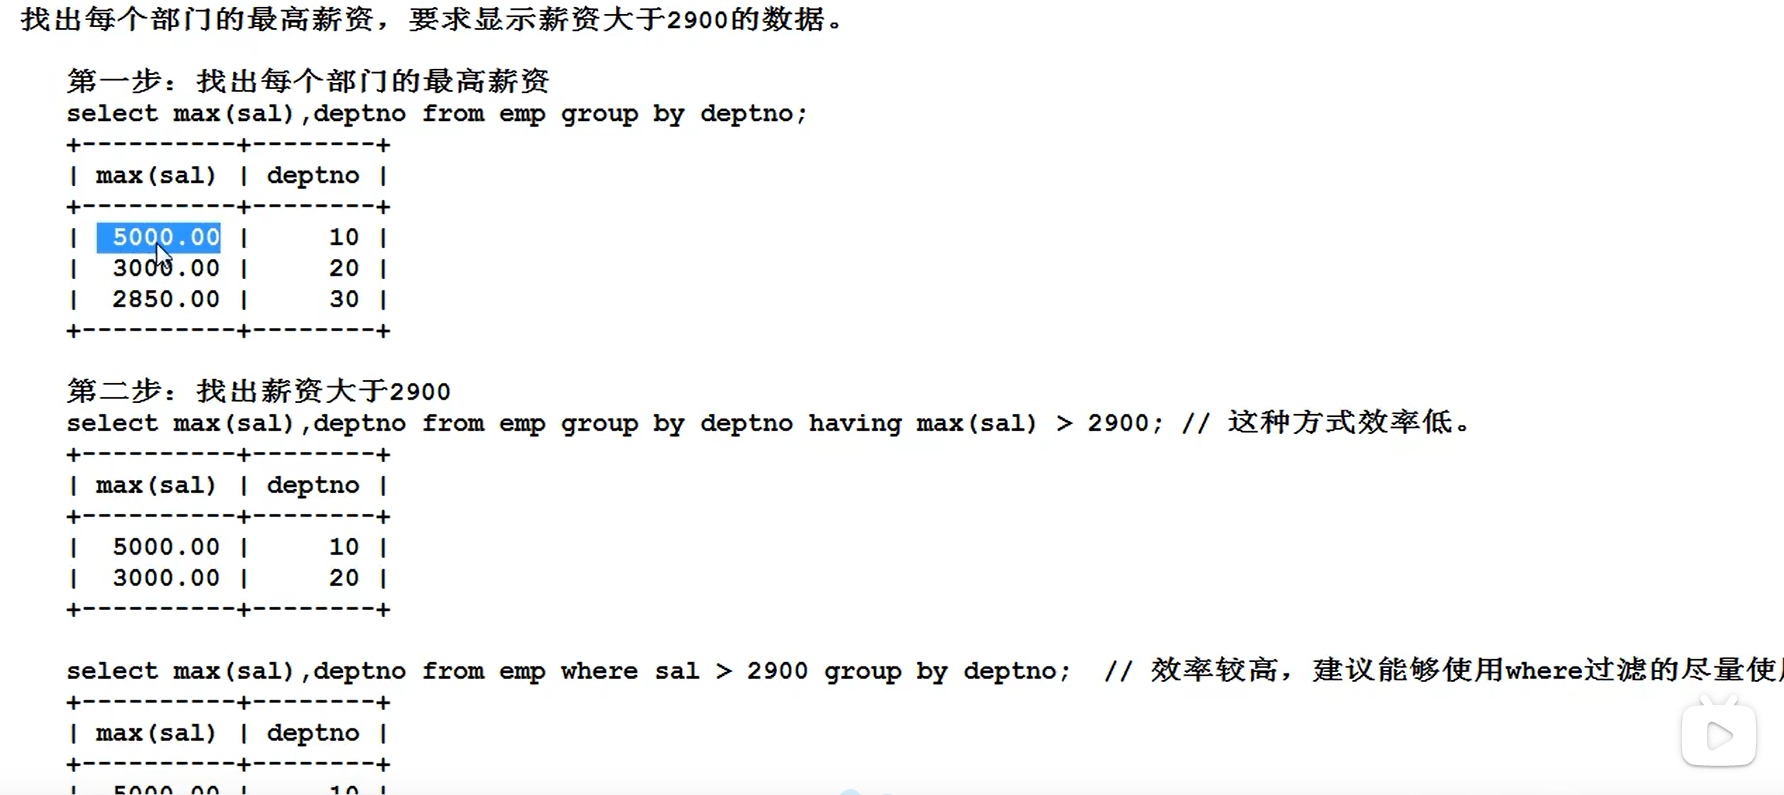 找出每个部门的最高薪资，要求显示薪资大于2900的数据。
第一步：找出每个部门的最高薪资
select max(sal),deptno from emp group by deptno;
+----------+--------+
| max(sal) | deptno |
+----------+--------+
| 5000.00 | 10 |
| 3000.00 | 20 |
| 2850.00 | 30 |
+----------+--------+
第二步：找出薪资大于2900
select max(sal),deptno from emp group by deptno having max(sal) > 2900; // 这种方式效率低。
+----------+--------+
| max(sal) | deptno |
+----------+--------+
| 5000.00 | 10 |
| 3000.00 | 20 |
+----------+--------+
select max(sal),deptno from emp where sal > 2900 group by deptno; // 效率较高，建议能够使用where过滤的尽量使
+----------+--------+
| max(sal) | deptno |
+----------+--------+
| 5000.00 | 10 |